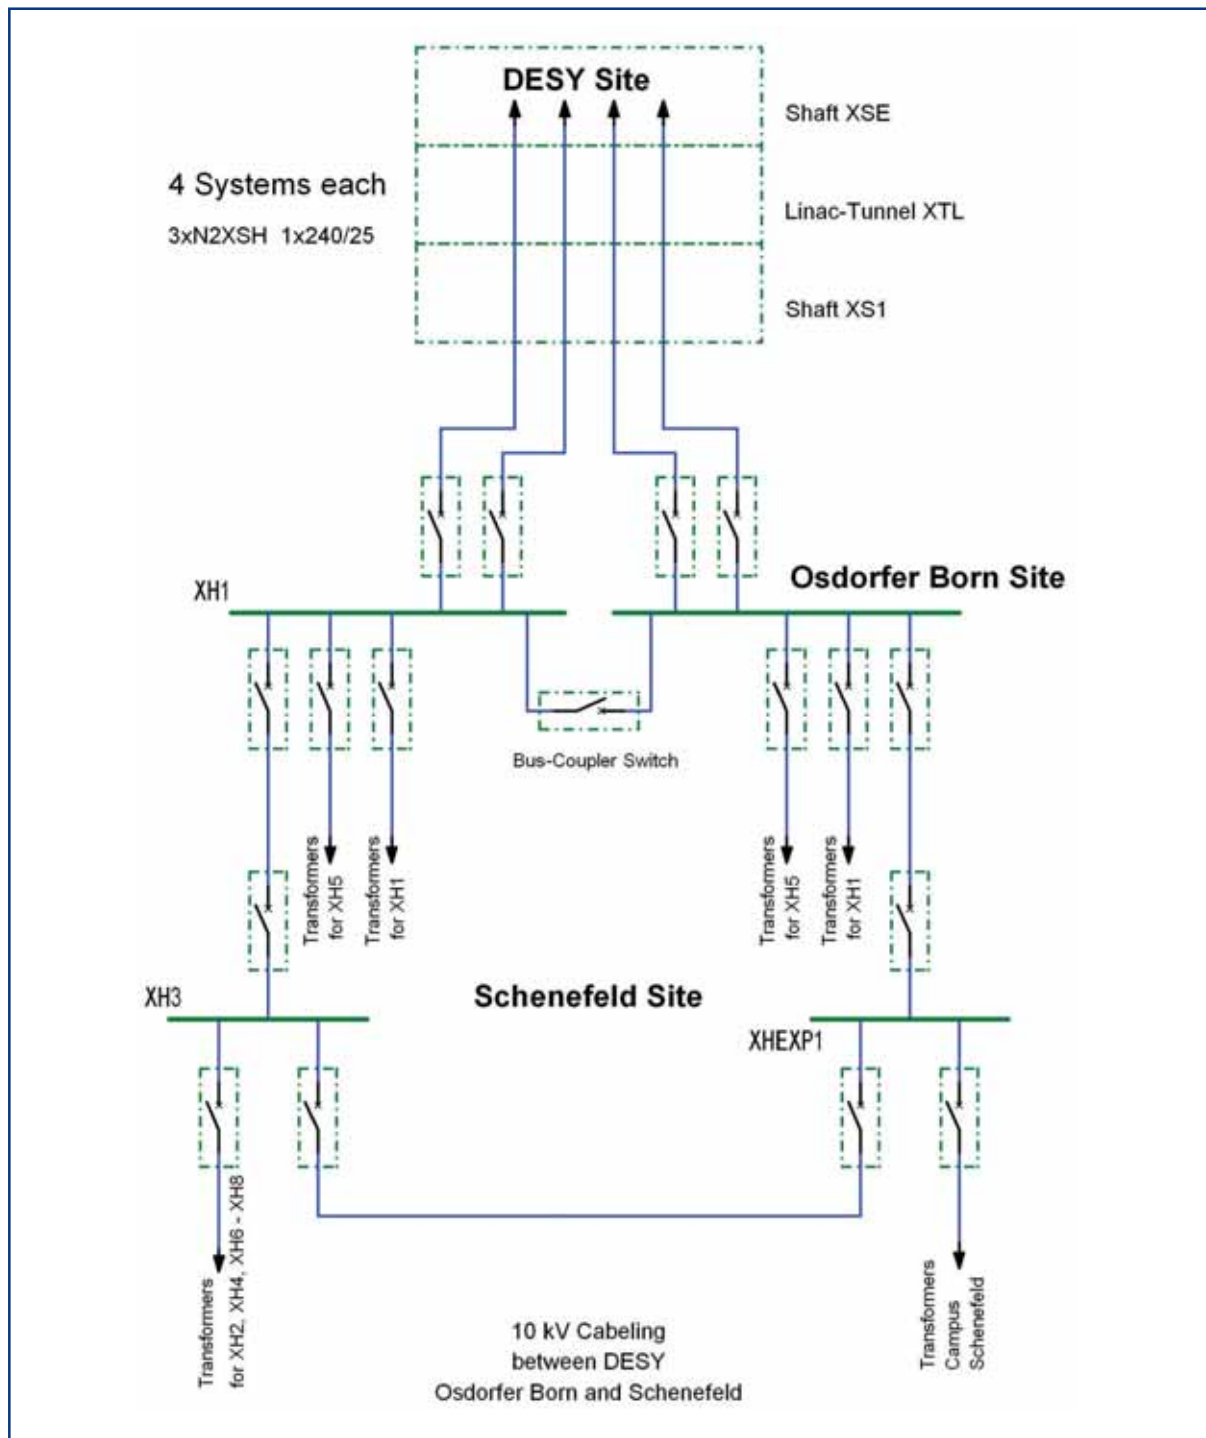 DESY Site
Shaft XSE
4 Systems each
3xN2XSH 1x240/25
Linac-Tunnel XTL
Shaft XS1
Osdorfer Born Site
XH1
Bus-Coupler Switch
Transformers
for XH5
Transformers
for XH1
Transformers
for XH5
Transformers
for XH1
Schenefeld Site
XH3
XHEXP1
Transformers
for XH2, XH4, XH6 - XH8
Transformers
Campus
Schenefeld
10 kV Cabeling
between DESY
Osdorfer Born and Schenefeld